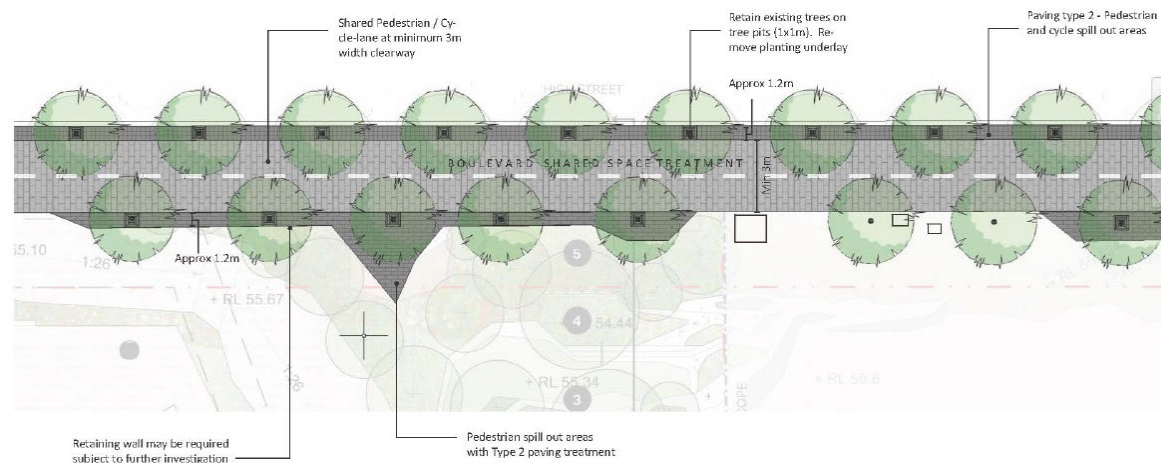 Shared Pedestrian / Cy-
cle-lane at minimum 3m
width clearway
Retain existing trees on
tree pits (1x1m). Re-
move planting underlay
Paving type 2 - Pedestrian
and cycle spill out areas
Approx 1.2m
HIGH STREET
BOULEVARD SHARED SPACE TREATMENT
Min 3m
55.10
1:26
Approx 1.2m
+ RL 55.67
5
4
54.44
1:26
+ RL 55.34
3
OPE
Retaining wall may be required
subject to further investigation
Pedestrian spill out areas
with Type 2 paving treatment